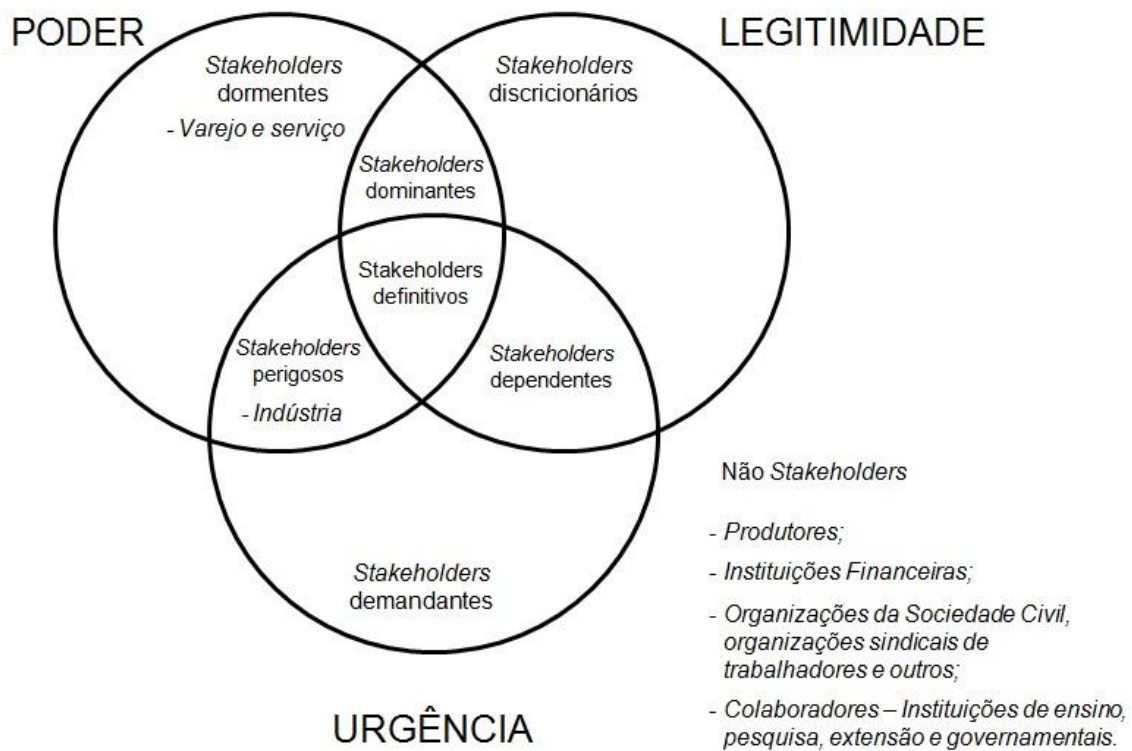 PODER
LEGITIMIDADE
Stakeholders
dormentes
- Varejo e serviço
Stakeholders
discricionários
Stakeholders
dominantes
Stakeholders
definitivos
Stakeholders
perigosos
- Indústria
Stakeholders
dependentes
Stakeholders
demandantes
URGÊNCIA
Não Stakeholders
- Produtores;
- Instituições Financeiras;
- Organizações da Sociedade Civil,
organizações sindicais de
trabalhadores e outros;
- Colaboradores – Instituições de ensino,
pesquisa, extensão e governamentais.